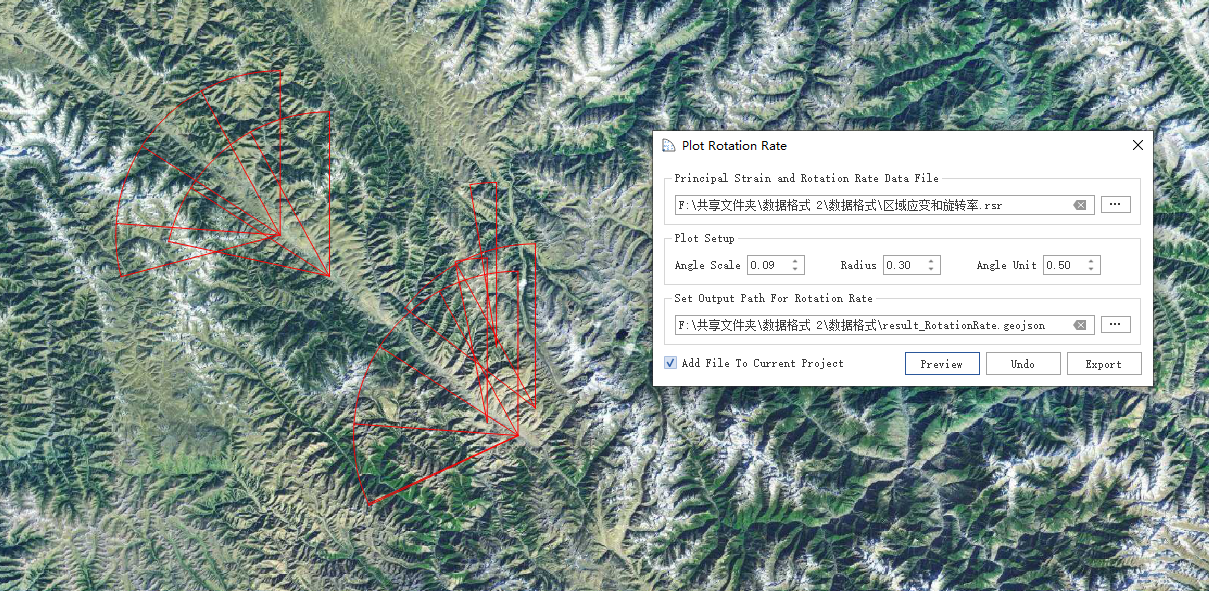 Plot Rotation Rate
Principal Strain and Rotation Rate Data File
F:\共享文件夹\数据格式 2\数据格式\区域应变和旋转率.rsr
...
Plot Setup
Angle Scale 0.09 Radius 0.30 Angle Unit 0.50
Set Output Path For Rotation Rate
F:\共享文件夹\数据格式 2\数据格式\result_RotationRate.geojson
...
Add File To Current Project Preview Undo Export